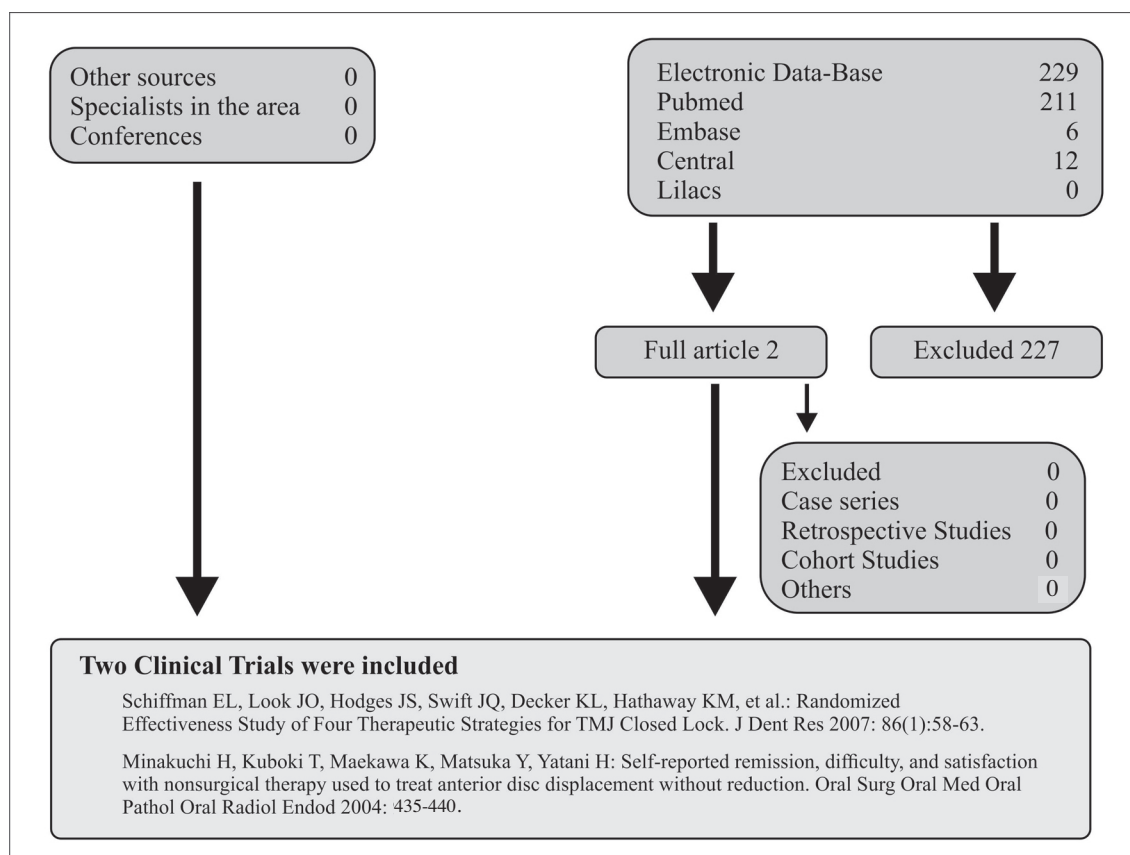 Other sources 0
Specialists in the area 0
Conferences 0
Electronic Data-Base 229
Pubmed 211
Embase 6
Central 12
Lilacs 0
Full article 2
Excluded 227
Excluded 0
Case series 0
Retrospective Studies 0
Cohort Studies 0
Others 0
Two Clinical Trials were included
Schiffman EL, Look JO, Hodges JS, Swift JQ, Decker KL, Hathaway KM, et al.: Randomized
Effectiveness Study of Four Therapeutic Strategies for TMJ Closed Lock. J Dent Res 2007: 86(1):58-63.
Minakuchi H, Kuboki T, Maekawa K, Matsuka Y, Yatani H: Self-reported remission, difficulty, and satisfaction
with nonsurgical therapy used to treat anterior disc displacement without reduction. Oral Surg Oral Med Oral
Pathol Oral Radiol Endod 2004: 435-440.